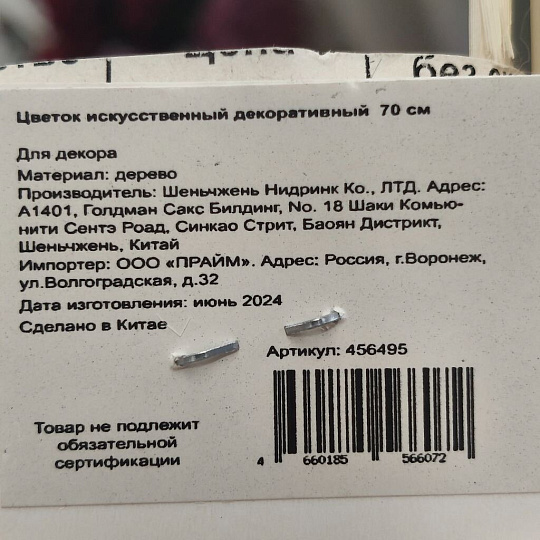 Цветок искусственный декоративный 70 см
Для декора
Материал: дерево
Производитель: Шеньчжень Нидринк Ко., ЛТД. Адрес:
А1401, Голдман Сакс Билдинг, No. 18 Шаки Комью-
нити Сентэ Роад, Синкао Стрит, Баоян Дистрикт,
Шеньчжень, Китай
Импортер: ООО «ПРАЙМ». Адрес: Россия, г.Воронеж,
ул.Волгоградская, д.32
Дата изготовления: июнь 2024
Сделано в Китае
Артикул: 456495
Товар не подлежит
обязательной
сертификации
4 660185 566072